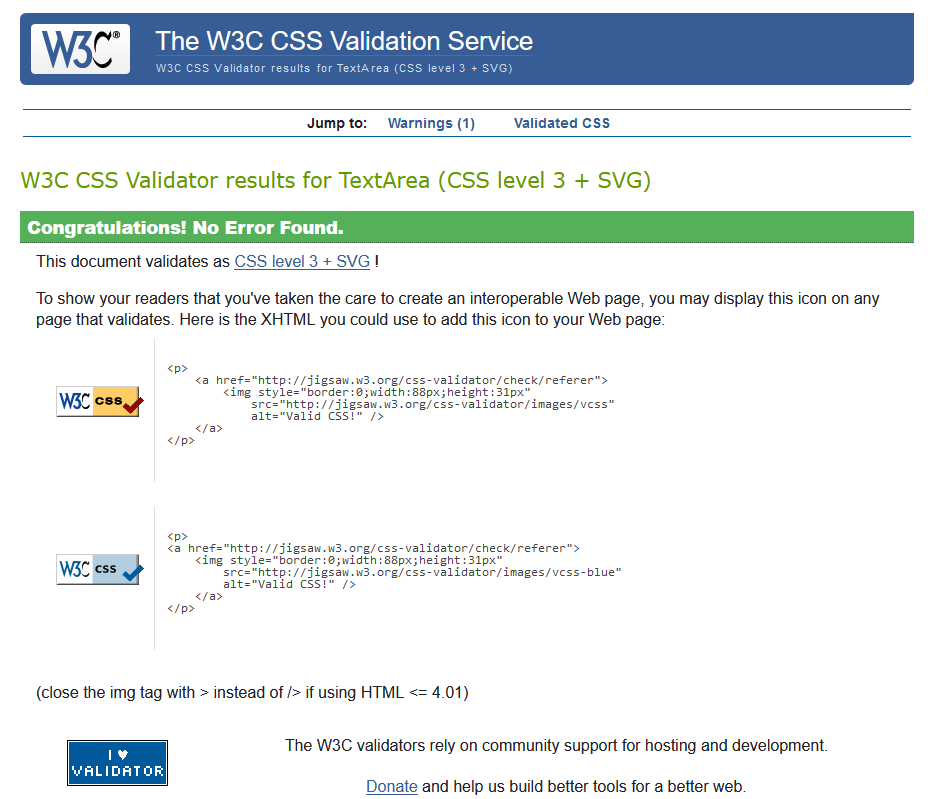 W3C®
The W3C CSS Validation Service
W3C CSS Validator results for TextArea (CSS level 3 + SVG)
Jump to: Warnings (1) Validated CSS
W3C CSS Validator results for TextArea (CSS level 3 + SVG)
Congratulations! No Error Found.
This document validates as CSS level 3 + SVG !
To show your readers that you've taken the care to create an interoperable Web page, you may display this icon on any
page that validates. Here is the XHTML you could use to add this icon to your Web page:
W3C css
<p>
    <a href="http://jigsaw.w3.org/css-validator/check/referer">
        <img style="border:0;width:88px;height:31px"
            src="http://jigsaw.w3.org/css-validator/images/vcss"
            alt="Valid CSS!" />
    </a>
</p>
W3C css
<p>
<a href="http://jigsaw.w3.org/css-validator/check/referer">
    <img style="border:0;width:88px;height:31px"
        src="http://jigsaw.w3.org/css-validator/images/vcss-blue"
        alt="Valid CSS!" />
    </a>
</p>
(close the img tag with > instead of /> if using HTML <= 4.01)
I ♥
VALIDATOR
The W3C validators rely on community support for hosting and development.
Donate and help us build better tools for a better web.